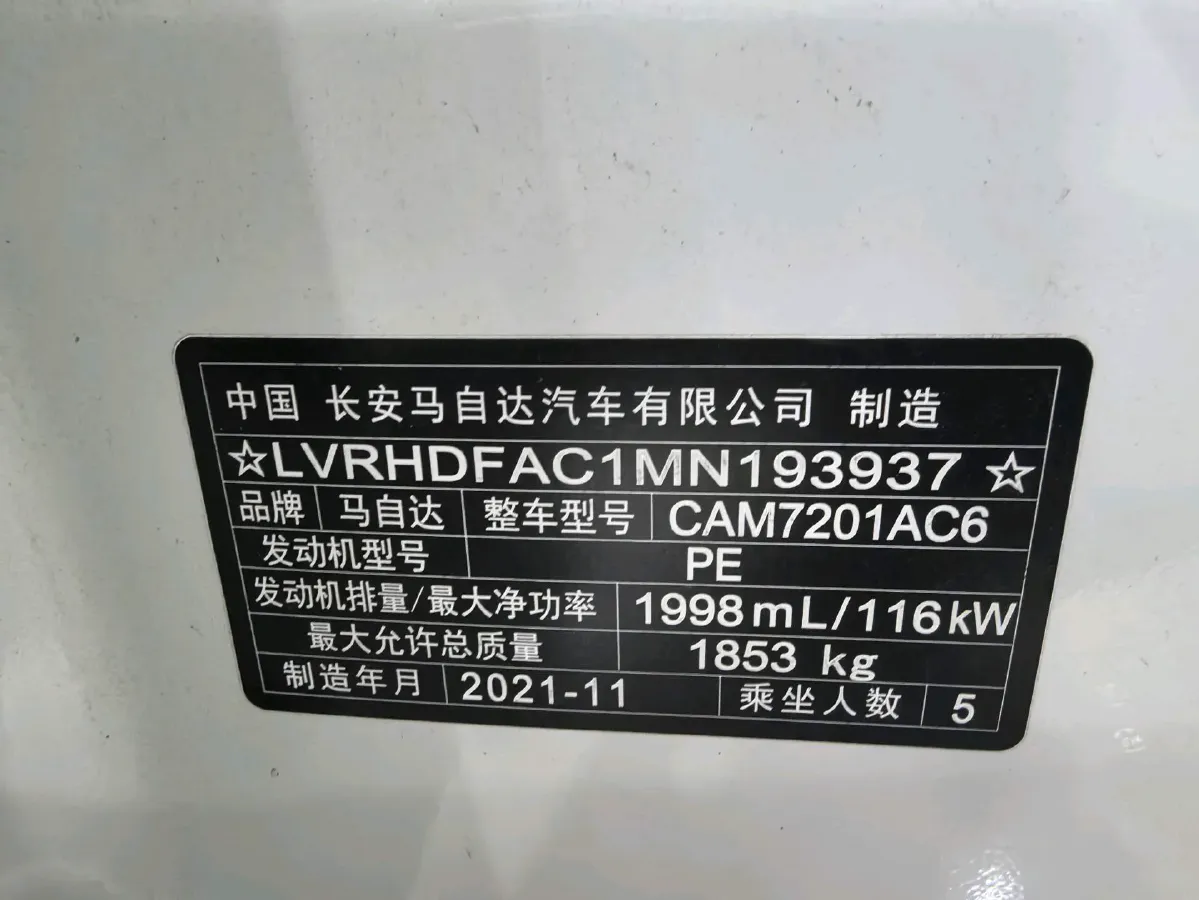 中国 长安马自达汽车有限公司 制造
☆LVRHDFAC1MN193937☆
品牌 马自达 整车型号 CAM7201AC6
发动机型号 PE
发动机排量/最大净功率 1998mL/116kW
最大允许总质量 1853 kg
制造年月 2021-11 乘坐人数 5